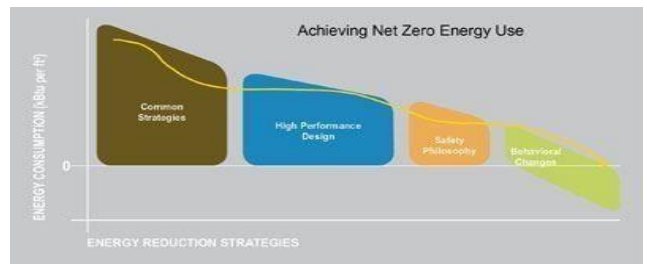 Achieving Net Zero Energy Use
ENERGY CONSUMPTION (kBtu per ft²)
Common
Strategies
High Performance
Design
Safety
Philosophy
Behavioral
Changes
0
ENERGY REDUCTION STRATEGIES